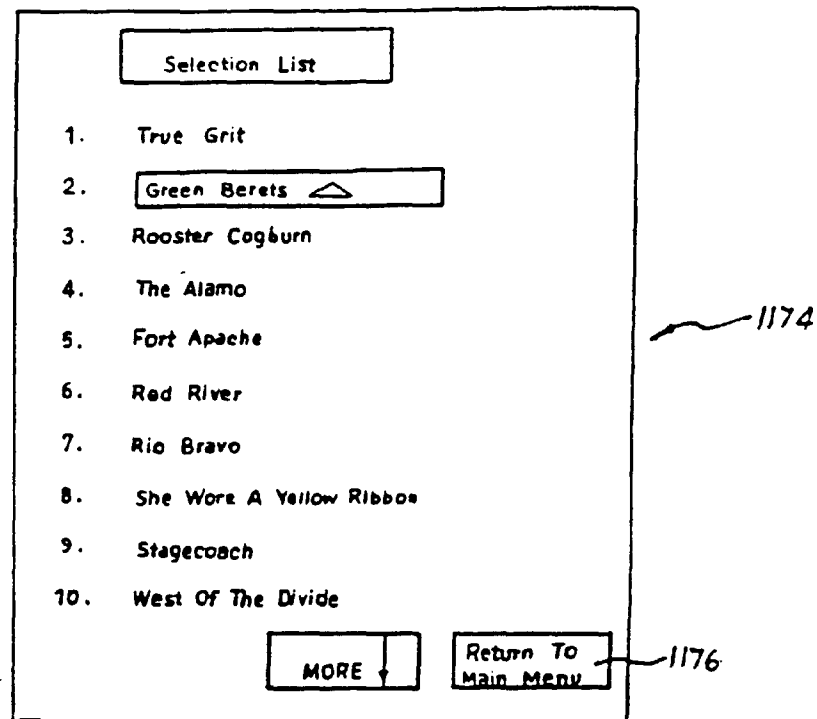 Selection List
1. True Grit
2. Green Berets
3. Rooster Cogburn
4. The Alamo
5. Fort Apache
6. Red River
7. Rio Bravo
8. She Wore A Yellow Ribbon
9. Stagecoach
10. West Of The Divide
MORE
Return To
Main Menu
1174
1176